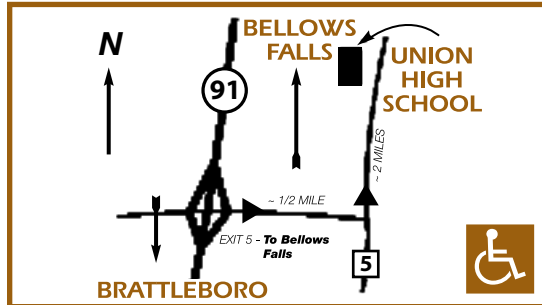 N
BELLOWS
FALLS
UNION
HIGH
SCHOOL
91
~ 2 MILES
~ 1/2 MILE
EXIT 5 - To Bellows
Falls
5
BRATTLEBORO